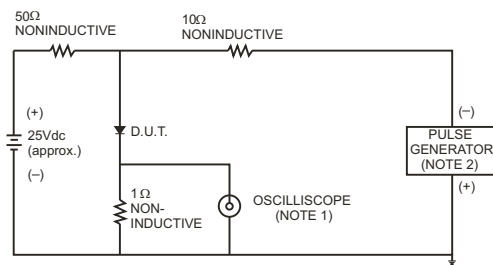 50Ω
NONINDUCTIVE
10Ω
NONINDUCTIVE
(+)
25Vdc
(approx.)
(–)
D.U.T.
1Ω
NON-
INDUCTIVE
OSCILLISCOPE
(NOTE 1)
(–)
PULSE
GENERATOR
(NOTE 2)
(+)